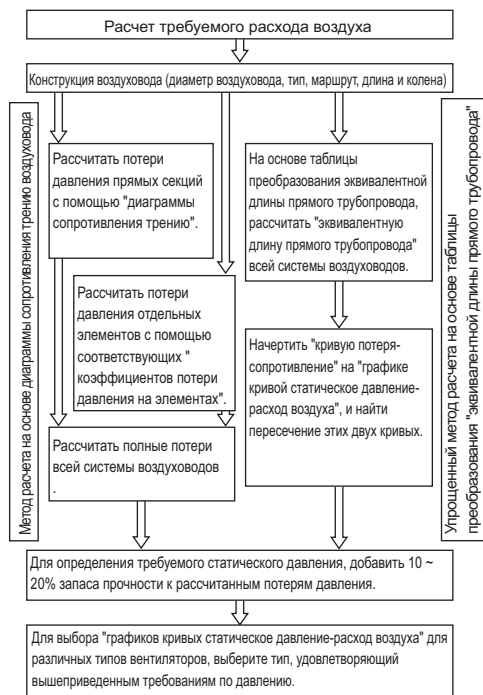 Расчет требуемого расхода воздуха
Конструкция воздуховода (диаметр воздуховода, тип, маршрут, длина и колена)
Метод расчета на основе диаграммы сопротивления трению воздуховода
Рассчитать потери
давления прямых секций
с помощью "диаграммы
сопротивления трению".
Рассчитать потери
давления отдельных
элементов с помощью
соответствующих "
коэффициентов потери
давления на элементах".
Рассчитать полные потери
всей системы воздуховодов
.
На основе таблицы
преобразования эквивалентной
длины прямого трубопровода,
рассчитать "эквивалентную
длину прямого трубопровода"
всей системы воздуховодов.
Начертить "кривую потеря-
сопротивление" на "графике
кривой статическое давление-
расход воздуха", и найти
пересечение этих двух кривых.
Упрощенный метод расчета на основе таблицы
преобразования "эквивалентной длины прямого трубопровода"
Для определения требуемого статического давления, добавить 10 ~
20% запаса прочности к рассчитанным потерям давления.
Для выбора "графиков кривых статическое давление-расход воздуха" для
различных типов вентиляторов, выберите тип, удовлетворяющий
вышеприведенным требованиям по давлению.